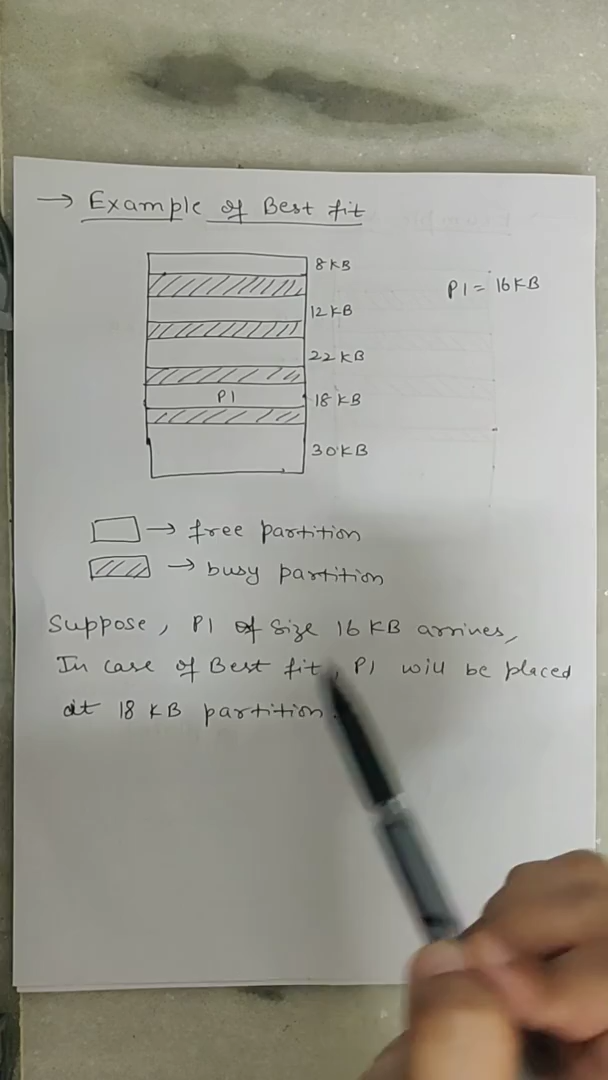 → Example of Best fit
8 KB
P1 = 16 KB
12 KB
22 KB
P1
18 KB
30 KB
→ free partition
→ busy partition
Suppose, P1 of size 16 KB arrives,
In case of Best fit, P1 will be placed
at 18 KB partition.